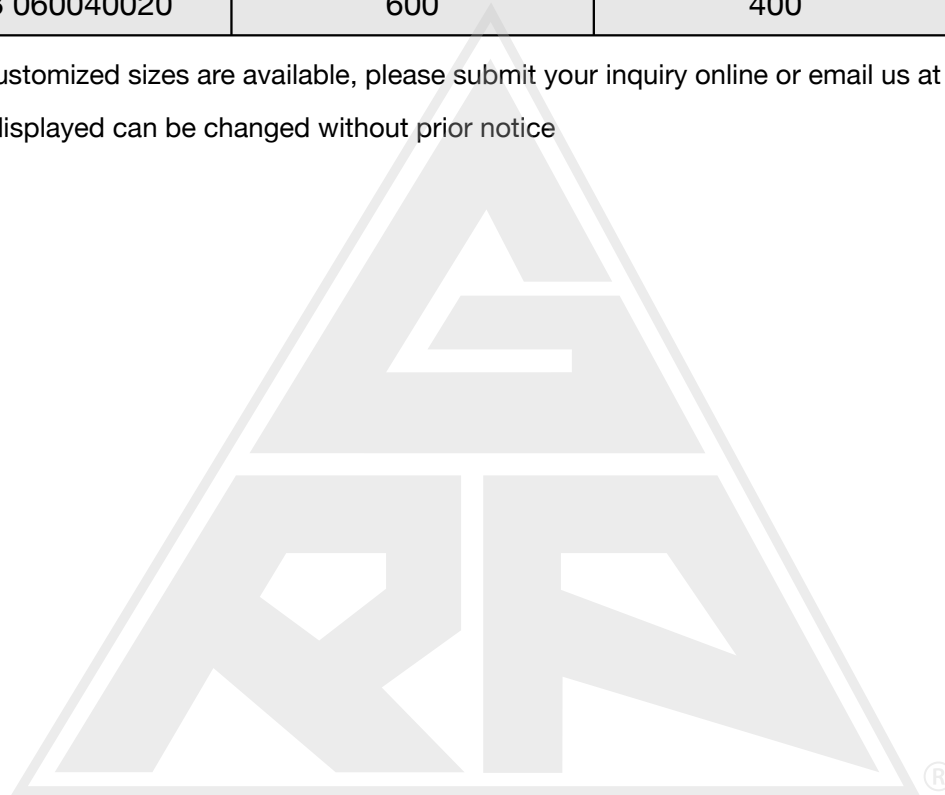 060040020 600 400
ustomized sizes are available, please submit your inquiry online or email us at
displayed can be changed without prior notice
GRP
®